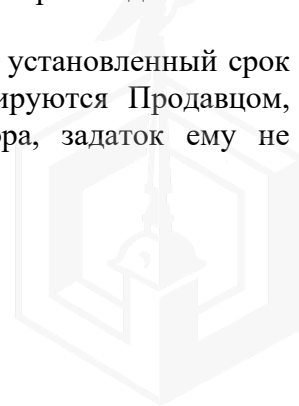 установленный срок
ируются Продавцом,
ра, задаток ему не